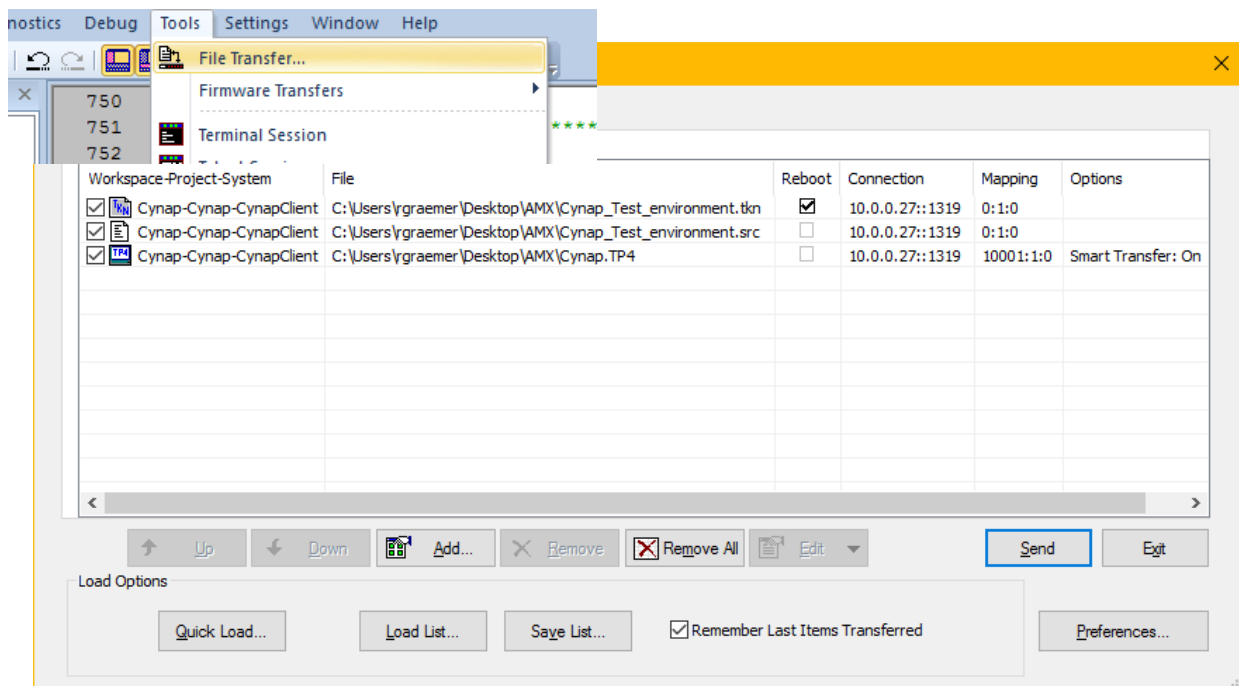 nostics Debug Tools Settings Window Help
File Transfer...
750
Firmware Transfers
751
****
Terminal Session
752
Workspace-Project-System File Reboot Connection Mapping Options
Cynap-Cynap-CynapClient C:\Users\rgraemer\Desktop\AMX\Cynap_Test_environment.tkn 10.0.0.27::1319 0:1:0
Cynap-Cynap-CynapClient C:\Users\rgraemer\Desktop\AMX\Cynap_Test_environment.src 10.0.0.27::1319 0:1:0
TP4 Cynap-Cynap-CynapClient C:\Users\rgraemer\Desktop\AMX\Cynap.TP4 10.0.0.27::1319 10001:1:0 Smart Transfer: On
Up Down Add... Remove Remove All Edit Send Exit
Load Options
Quick Load... Load List... Save List... Remember Last Items Transferred Preferences...